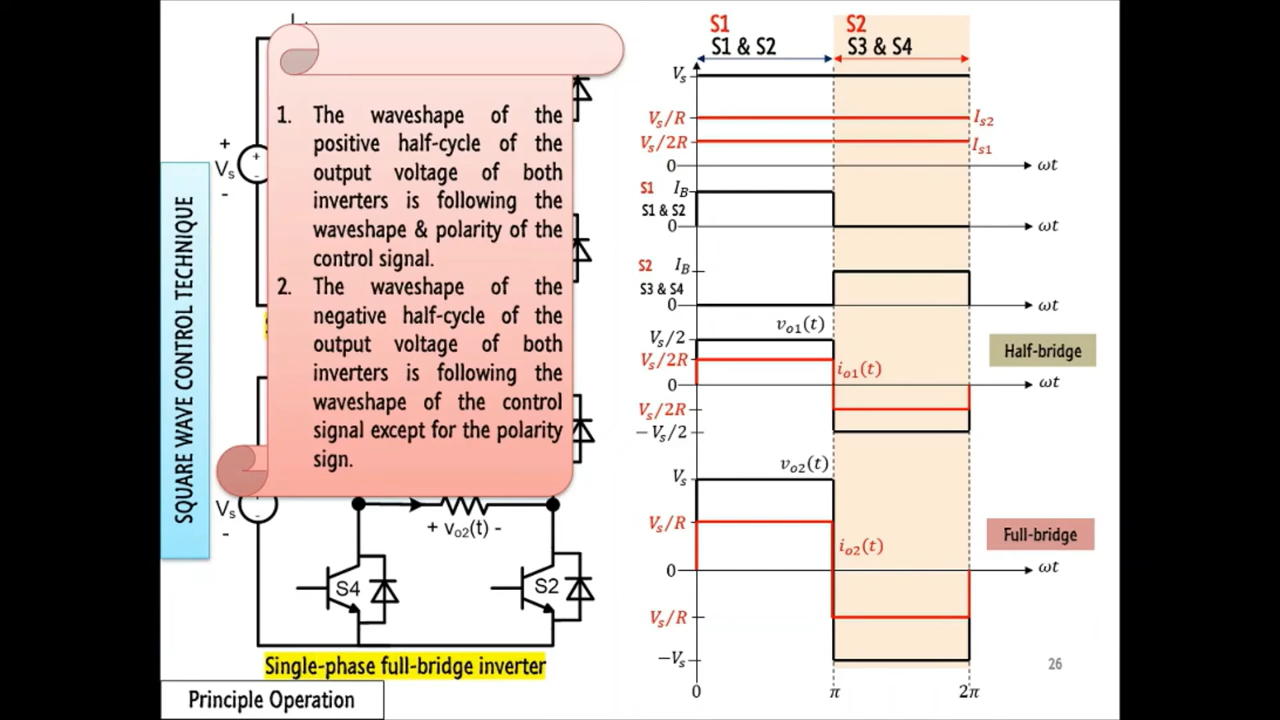 SQUARE WAVE CONTROL TECHNIQUE
+
Vs
-
+
-
1. The waveshape of the
positive half-cycle of the
output voltage of both
inverters is following the
waveshape & polarity of the
control signal.
2. The waveshape of the
negative half-cycle of the
output voltage of both
inverters is following the
waveshape of the control
signal except for the polarity
sign.
Vs
-
+ vo2(t) -
S4
S2
Single-phase full-bridge inverter
Principle Operation
S1
S1 & S2
S2
S3 & S4
Vs
Vs/R
Is2
Vs/2R
Is1
0
ωt
S1
IB
S1 & S2
0
ωt
S2
IB
S3 & S4
0
ωt
vo1(t)
Vs/2
Vs/2R
io1(t)
0
ωt
Vs/2R
−Vs/2
Half-bridge
vo2(t)
Vs
Vs/R
io2(t)
0
ωt
Vs/R
−Vs
Full-bridge
0
π
2π
26